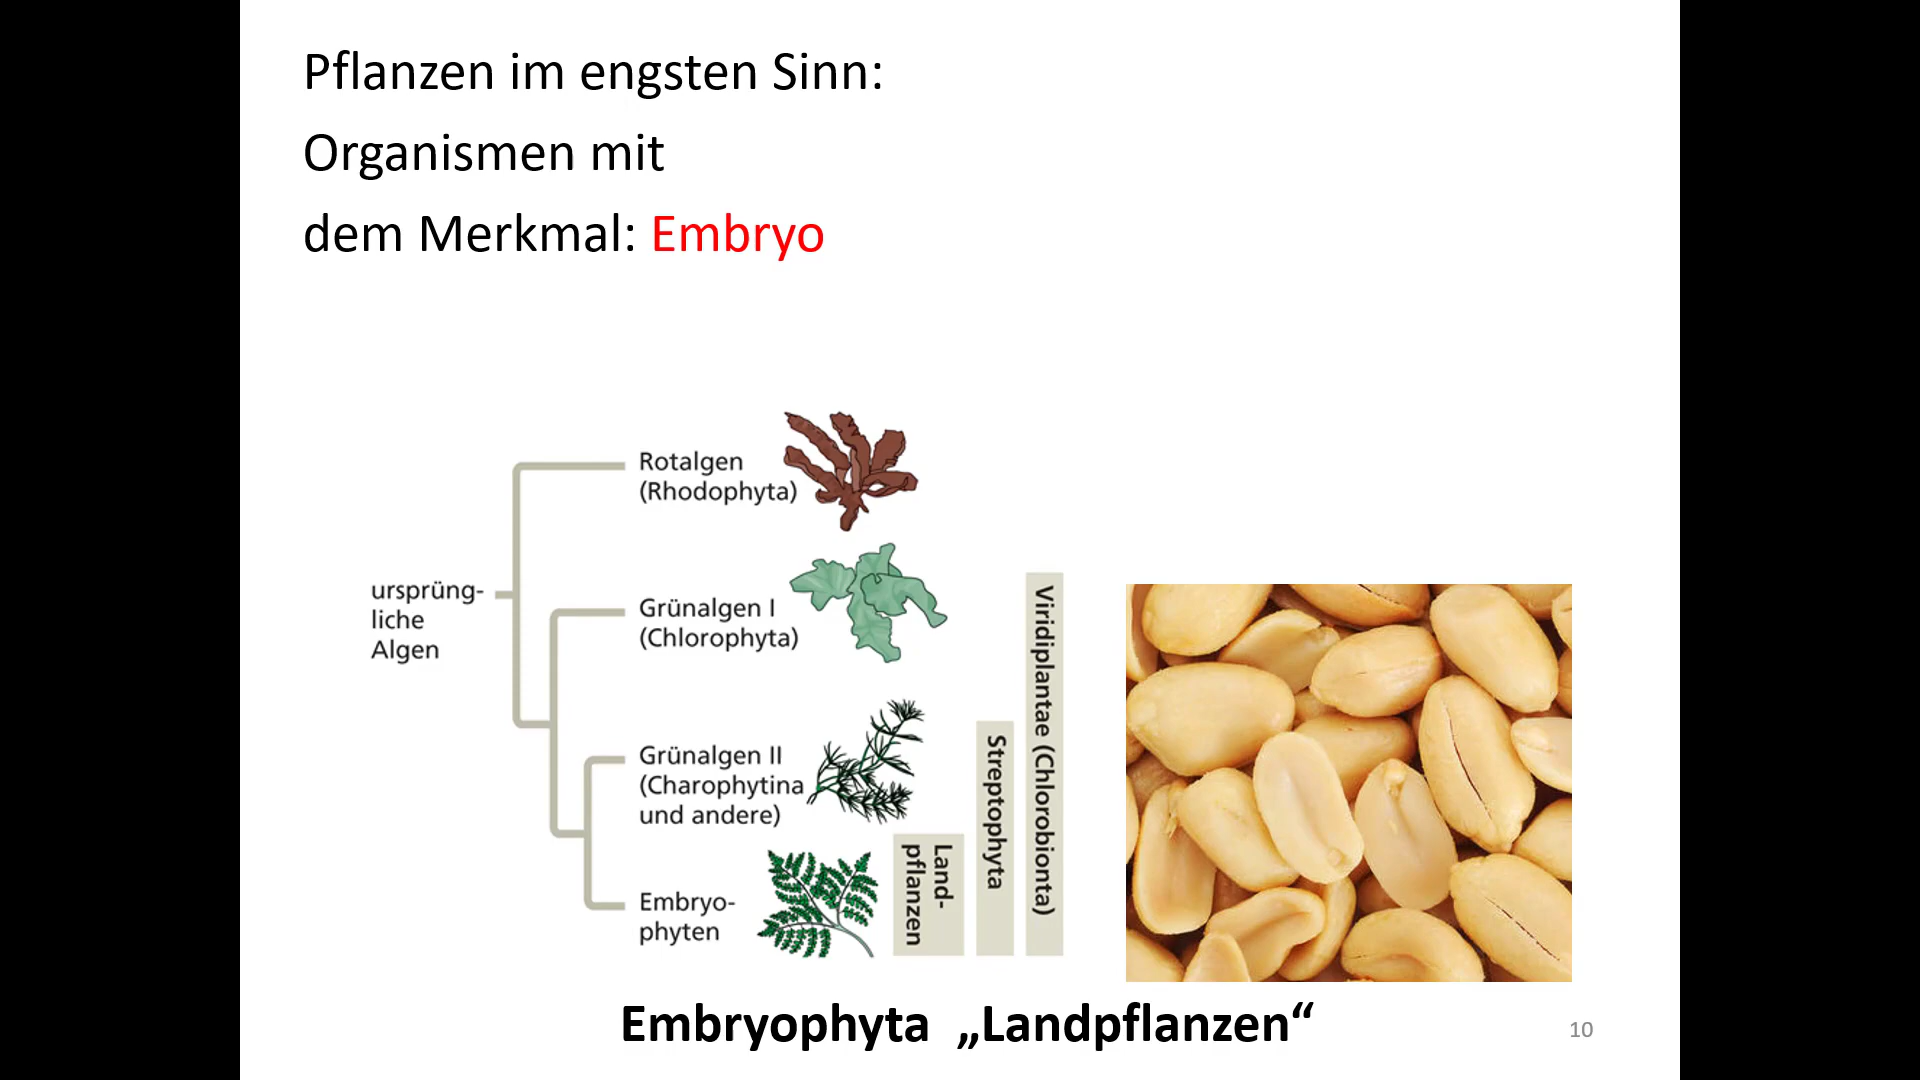 Pflanzen im engsten Sinn:
Organismen mit
dem Merkmal: Embryo
ursprüng-
liche
Algen
Rotalgen
(Rhodophyta)
Grünalgen I
(Chlorophyta)
Grünalgen II
(Charophytina
und andere)
Embryo-
phyten
Land-
pflanzen
Streptophyta
Viridiplantae (Chlorobionta)
Embryophyta „Landpflanzen“
10